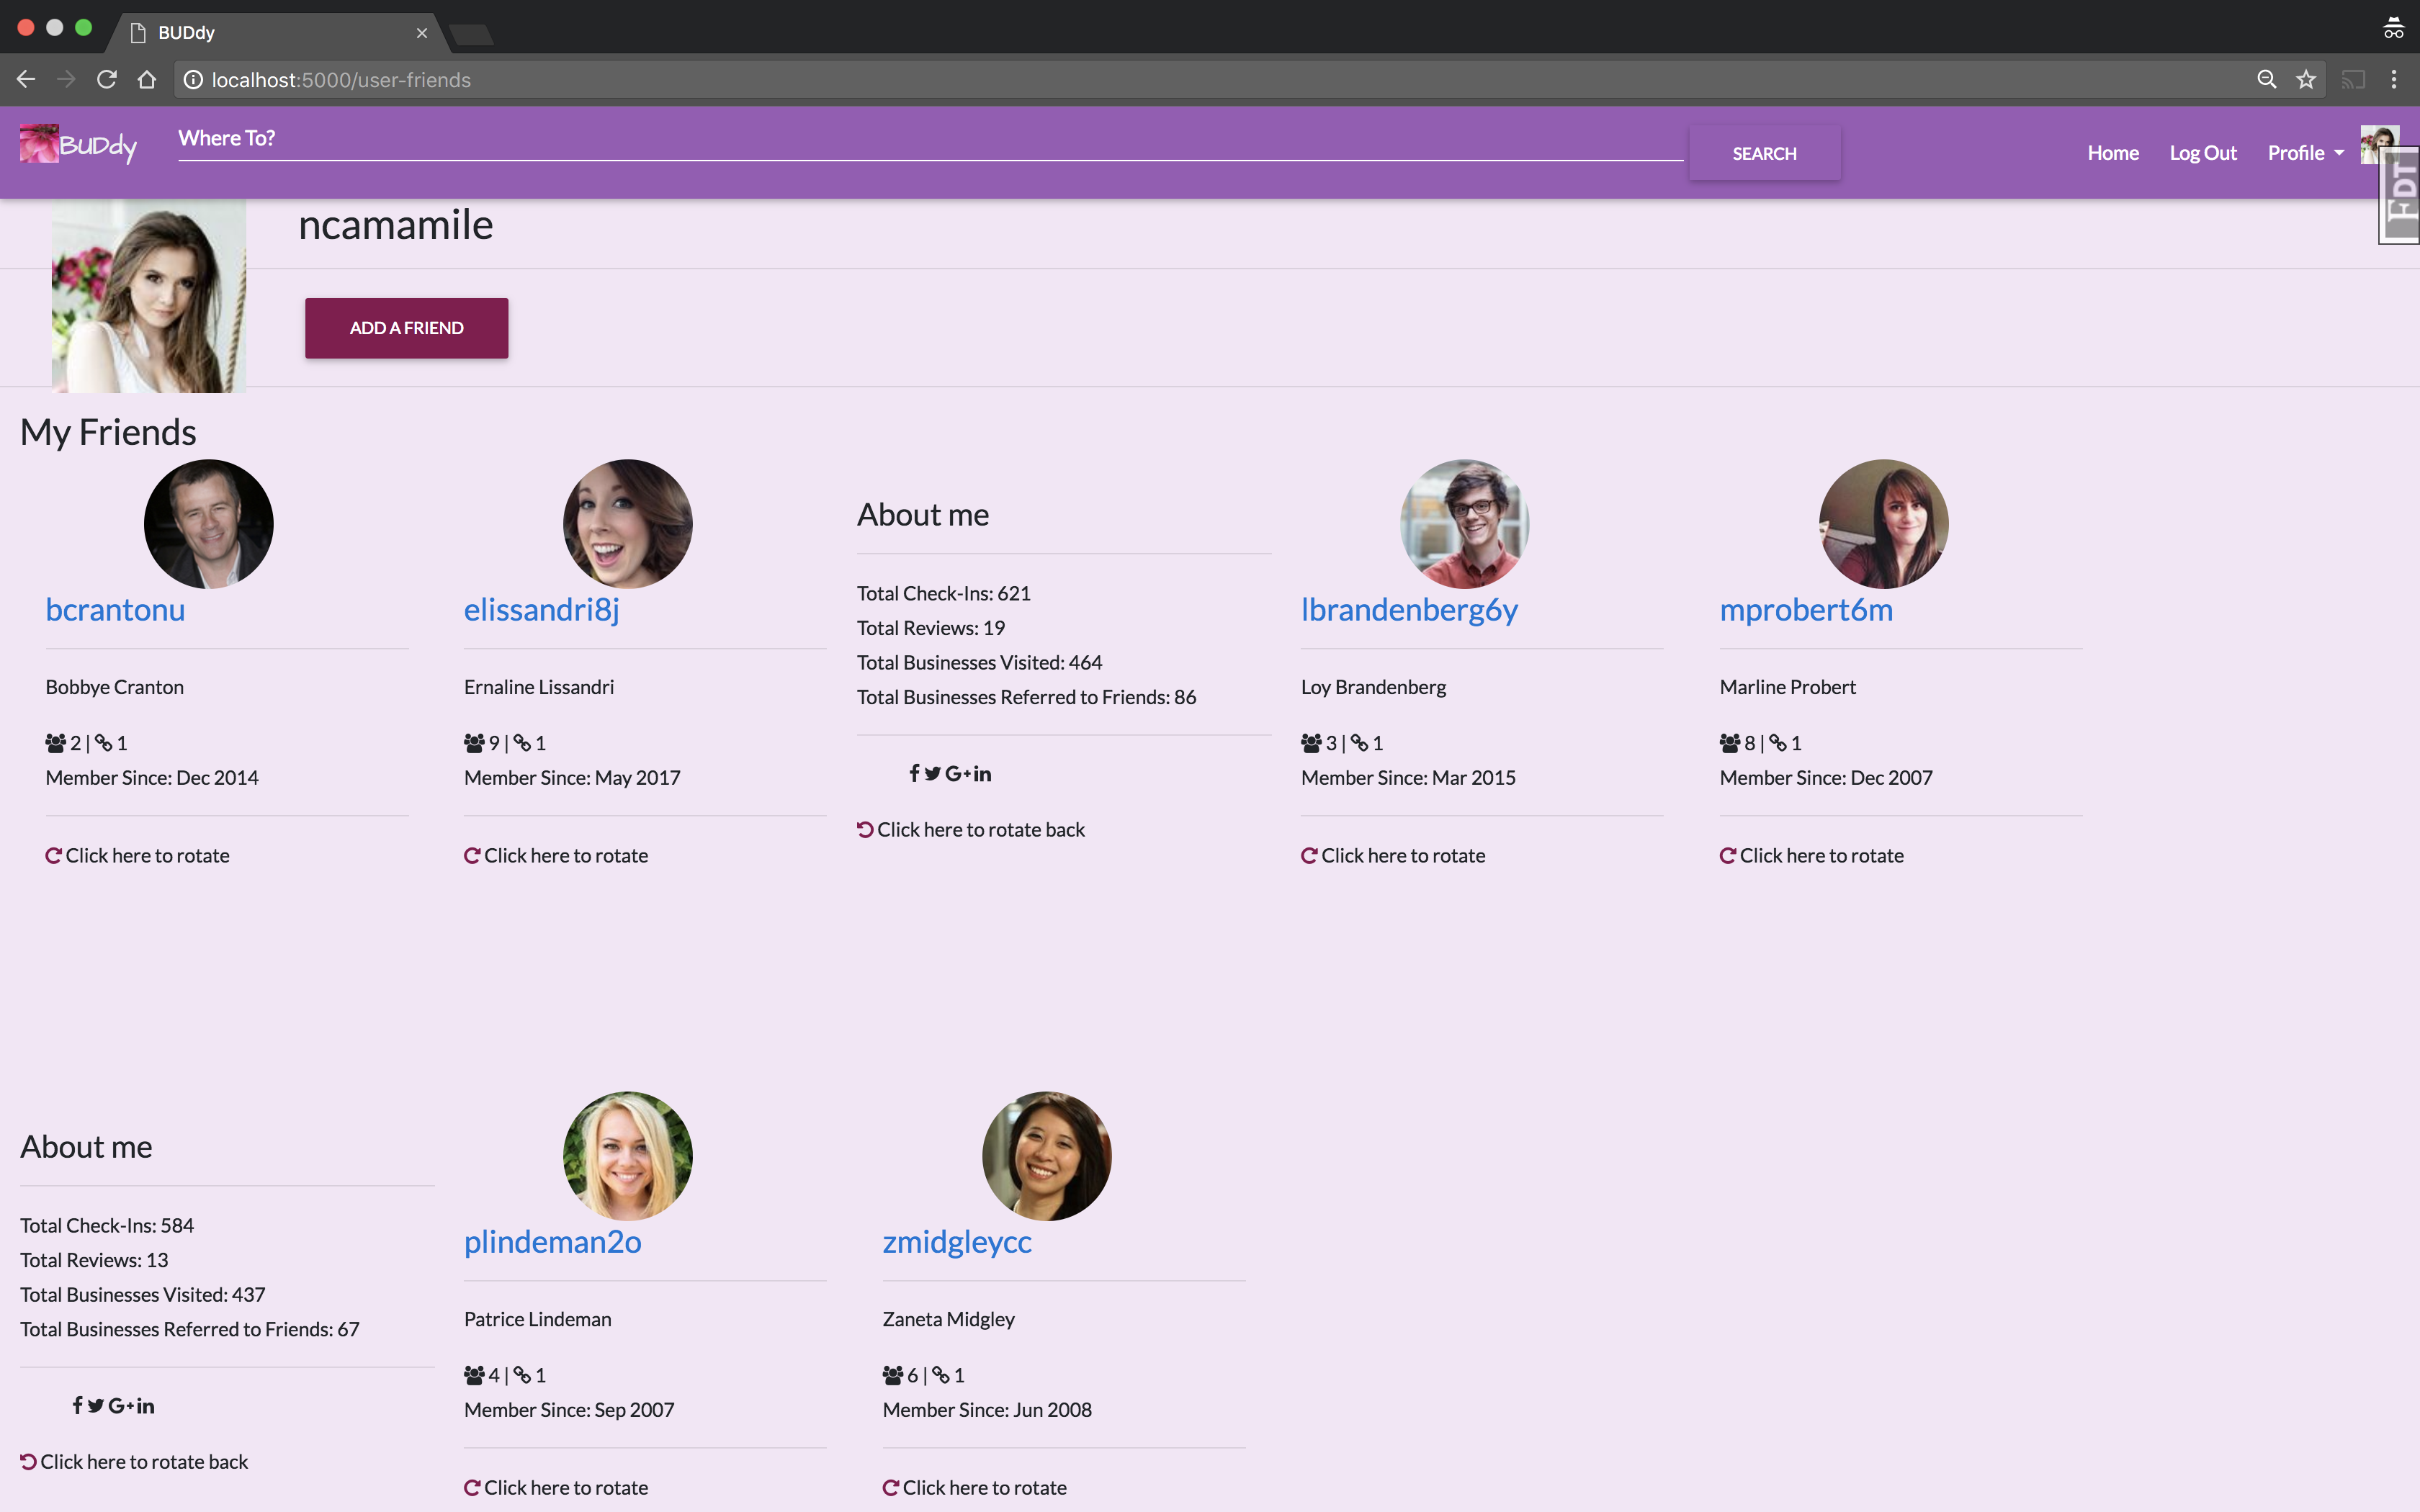 BUDdy
localhost:5000/user-friends
BUDdy
Where To?
SEARCH
Home
Log Out
Profile
FDT
ncamamile
ADD A FRIEND
My Friends
bcrantonu
Bobbye Cranton
2 | 1
Member Since: Dec 2014
Click here to rotate
elissandri8j
Ernaline Lissandri
9 | 1
Member Since: May 2017
Click here to rotate
About me
Total Check-Ins: 621
Total Reviews: 19
Total Businesses Visited: 464
Total Businesses Referred to Friends: 86
Click here to rotate back
lbrandenberg6y
Loy Brandenberg
3 | 1
Member Since: Mar 2015
Click here to rotate
mprobert6m
Marline Probert
8 | 1
Member Since: Dec 2007
Click here to rotate
About me
Total Check-Ins: 584
Total Reviews: 13
Total Businesses Visited: 437
Total Businesses Referred to Friends: 67
Click here to rotate back
plindeman2o
Patrice Lindeman
4 | 1
Member Since: Sep 2007
Click here to rotate
zmidgleycc
Zaneta Midgley
6 | 1
Member Since: Jun 2008
Click here to rotate